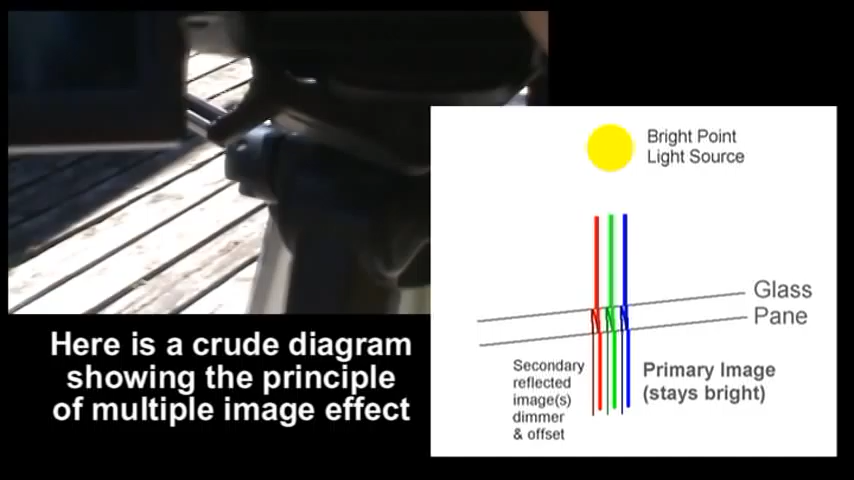 Bright Point
Light Source
Glass
Pane
Secondary
reflected
image(s)
dimmer
& offset
Primary Image
(stays bright)
Here is a crude diagram
showing the principle
of multiple image effect